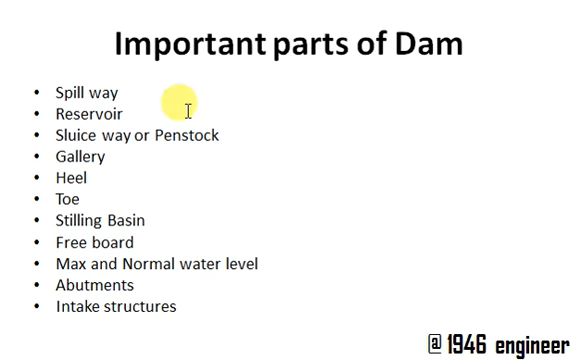 Important parts of Dam
• Spill way
• Reservoir
• Sluice way or Penstock
• Gallery
• Heel
• Toe
• Stilling Basin
• Free board
• Max and Normal water level
• Abutments
• Intake structures
@ 1946 engineer